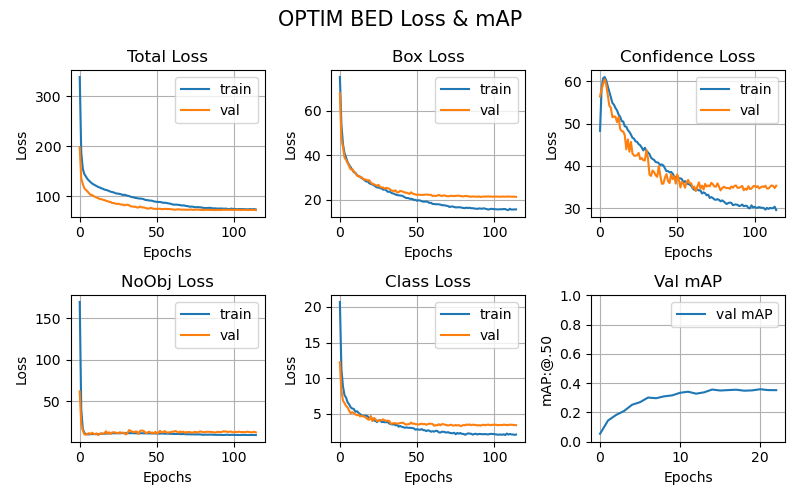 OPTIM BED Loss & mAP
Total Loss
Loss
300
200
100
0
50
100
Epochs
train
val
Box Loss
Loss
60
40
20
0
50
100
Epochs
train
val
Confidence Loss
Loss
60
50
40
30
0
50
100
Epochs
train
val
NoObj Loss
Loss
150
100
50
0
100
Epochs
train
val
Class Loss
Loss
20
15
10
5
0
50
100
Epochs
train
val
Val mAP
mAP:@.50
1.0
0.8
0.6
0.4
0.2
0.0
0
10
20
Epochs
val mAP